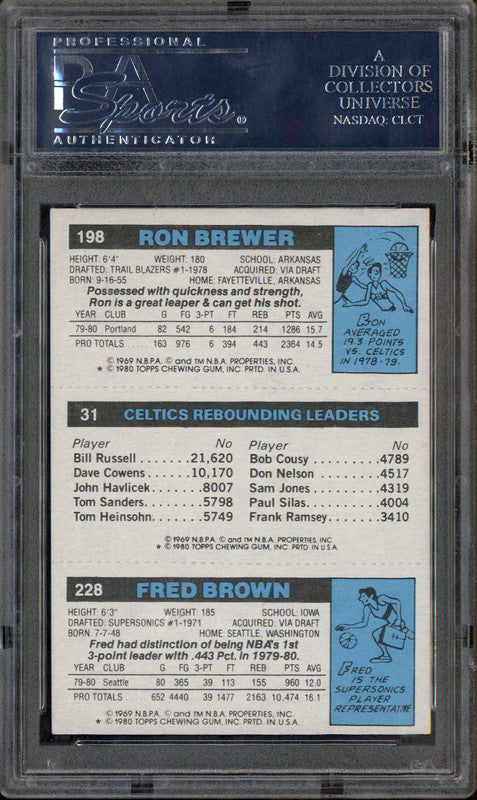 PROFESSIONAL
PSA
Sports®
AUTHENTICATOR
A
DIVISION OF
COLLECTORS
UNIVERSE
NASDAQ: CLCT
198 RON BREWER
HEIGHT: 6'4" WEIGHT: 180 SCHOOL: ARKANSAS
DRAFTED: TRAIL BLAZERS #1-1978 ACQUIRED: VIA DRAFT
BORN: 9-16-55 HOME: FAYETTEVILLE, ARKANSAS
Possessed with quickness and strength,
Ron is a great leaper & can get his shot.
YEAR CLUB G FG 3-PT FT REB PTS AVG
79-80 Portland 82 542 6 184 214 1286 15.7
PRO TOTALS 163 976 6 394 443 2364 14.5
© 1969 N.B.P.A. © and TM N.B.A. PROPERTIES, INC.
★ © 1980 TOPPS CHEWING GUM, INC. PRTD. IN U.S.A.
RON
AVERAGED
19.3 POINTS
VS. CELTICS
IN 1978-79.
31 CELTICS REBOUNDING LEADERS
Player No Player No
Bill Russell . . . . . . . 21,620 Bob Cousy . . . . . . . . 4789
Dave Cowens . . . . . 10,170 Don Nelson . . . . . . . 4517
John Havlicek . . . . . . 8007 Sam Jones . . . . . . . . 4319
Tom Sanders . . . . . . 5798 Paul Silas . . . . . . . . . 4004
Tom Heinsohn . . . . . 5749 Frank Ramsey . . . . . 3410
© 1969 N.B.P.A. © and TM N.B.A. PROPERTIES, INC.
★ © 1980 TOPPS CHEWING GUM, INC. PRTD. IN U.S.A.
228 FRED BROWN
HEIGHT: 6'3" WEIGHT: 185 SCHOOL: IOWA
DRAFTED: SUPERSONICS #1-1971 ACQUIRED: VIA DRAFT
BORN: 7-7-48 HOME: SEATTLE, WASHINGTON
Fred had distinction of being NBA's 1st
3-point leader with .443 Pct. in 1979-80.
YEAR CLUB G FG 3-PT FT REB PTS AVG
79-80 Seattle 80 365 39 113 155 960 12.0
PRO TOTALS 652 4440 39 1477 2163 10,474 16.1
© 1969 N.B.P.A. © and TM N.B.A. PROPERTIES, INC.
★ © 1980 TOPPS CHEWING GUM, INC. PRTD. IN U.S.A.
FRED
IS THE
SUPERSONICS
PLAYER
REPRESENTATIVE